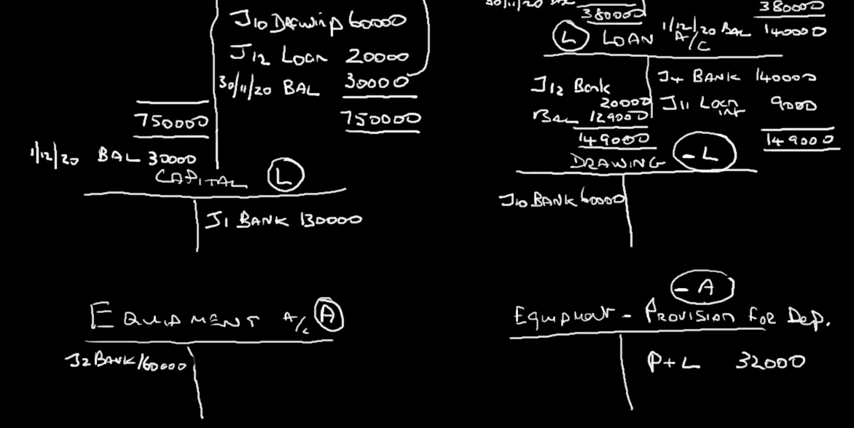 J10 Drawing 60000
J12 Loan 20000
30/11/20 BAL 30000
750000 750000
1/12/20 BAL 30000
380000 380000
L LOAN A/C 1/12/20 BAL 140000
J12 Bank 20000 J4 BANK 140000
BAL 129000 J11 Loan int 9000
149000 149000
CAPITAL L
J1 BANK 130000
DRAWING -L
J10 BANK 60000
EQUIPMENT A/C A
J2 BANK 160000
-A
EQUIPMENT - PROVISION FOR DEP.
P+L 32000